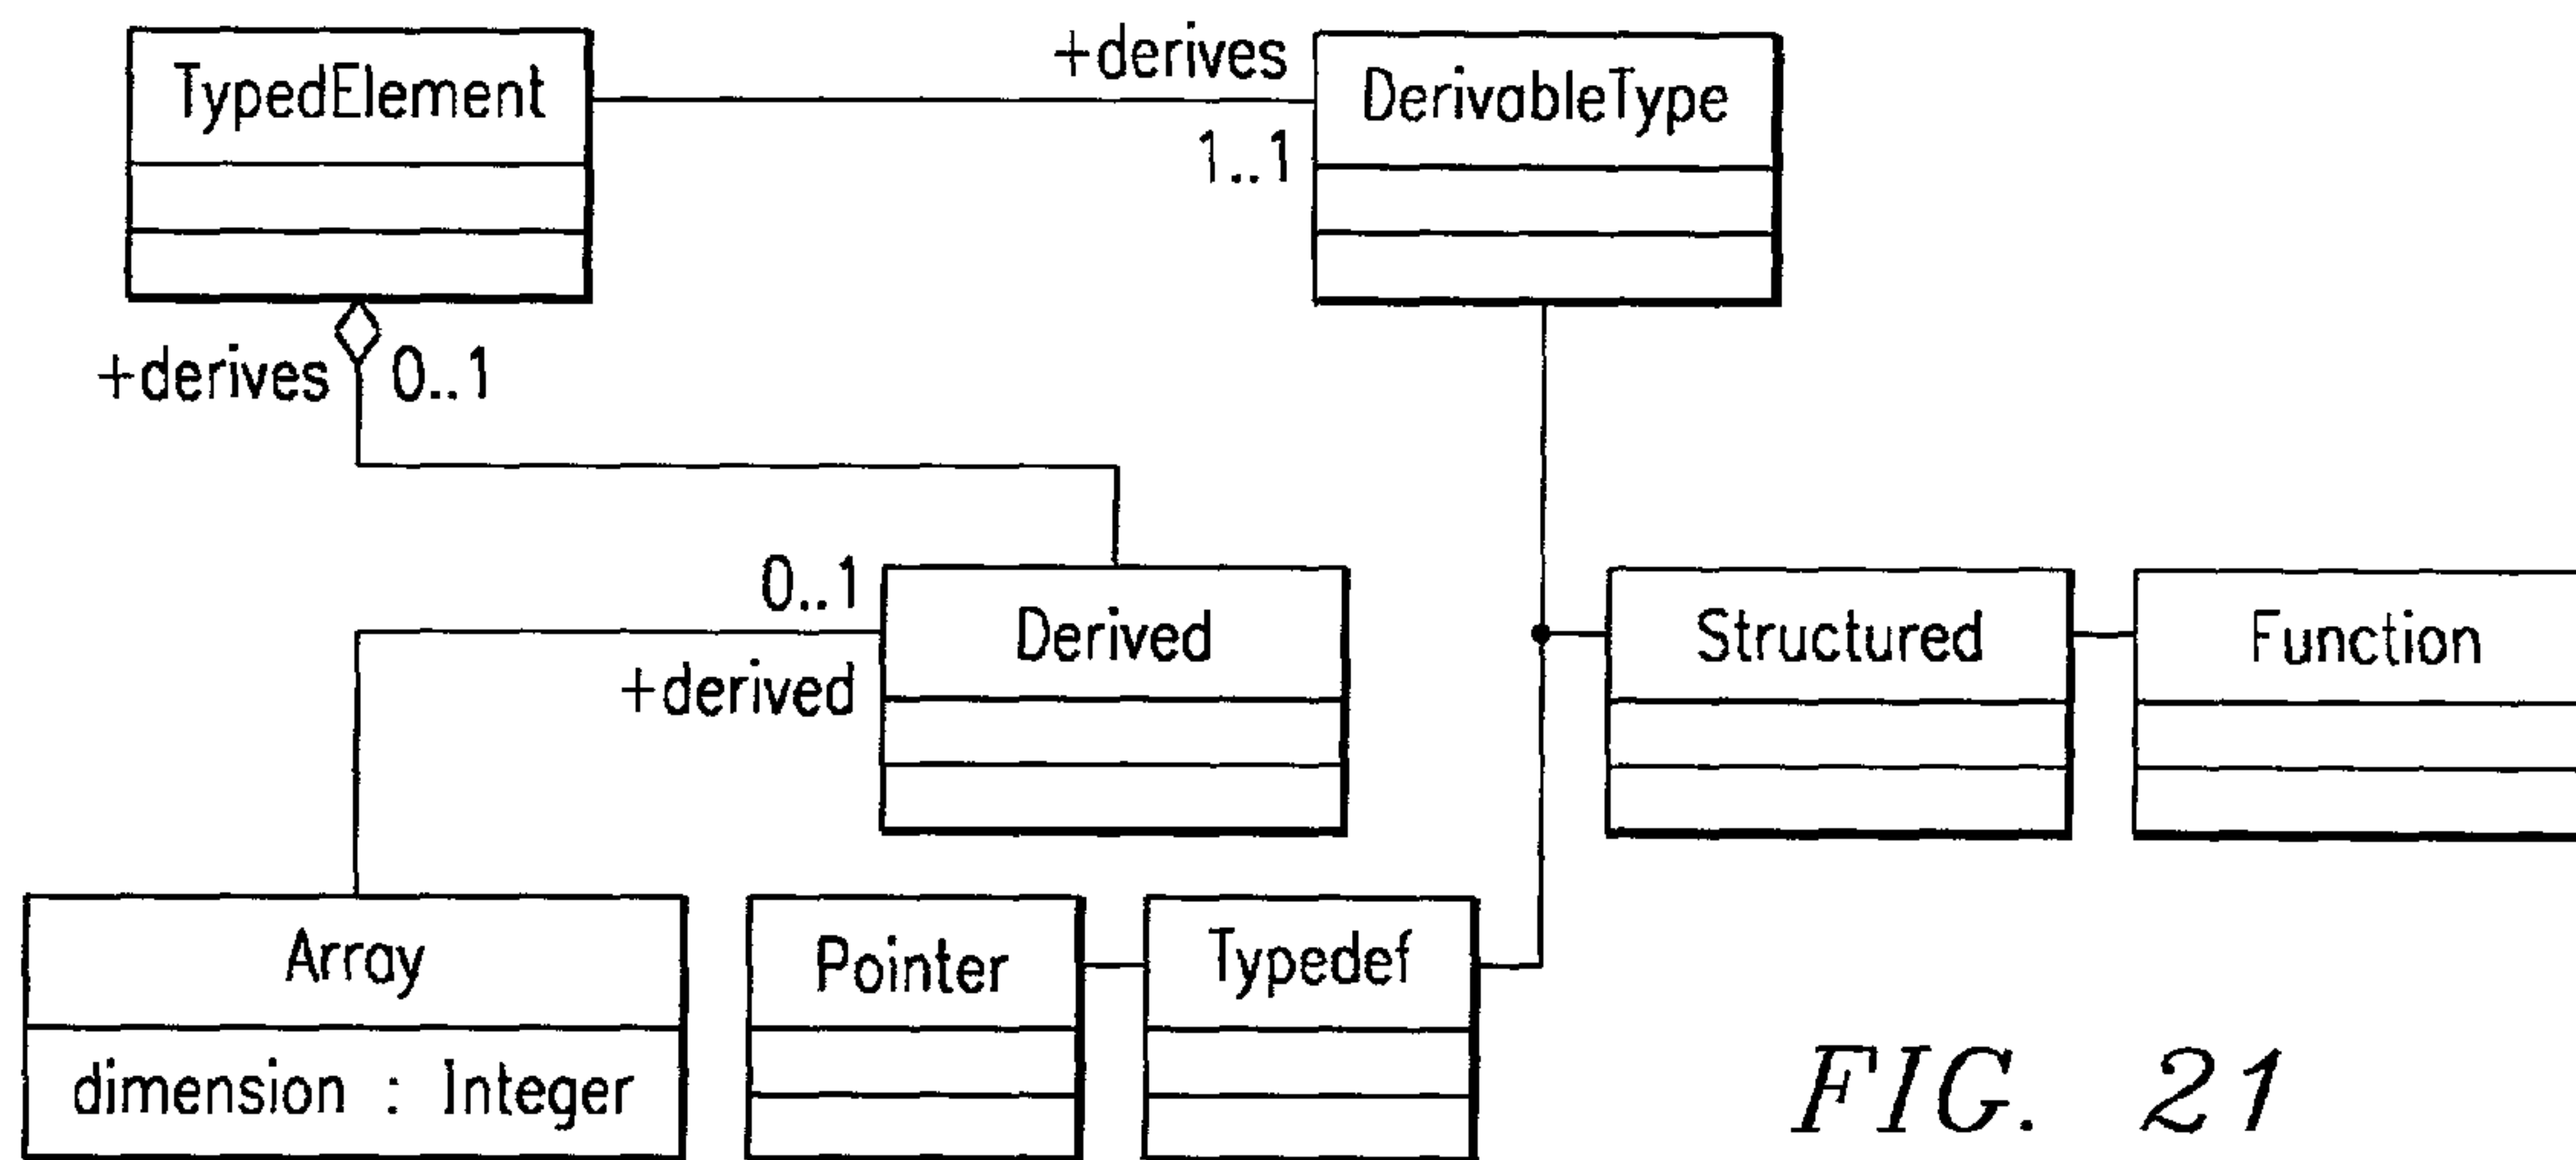 TypedElement
+derives
1..1
DerivableType
+derives
0..1
0..1
+derived
Derived
Structured
Function
Array
dimension : Integer
Pointer
Typedef
FIG. 21